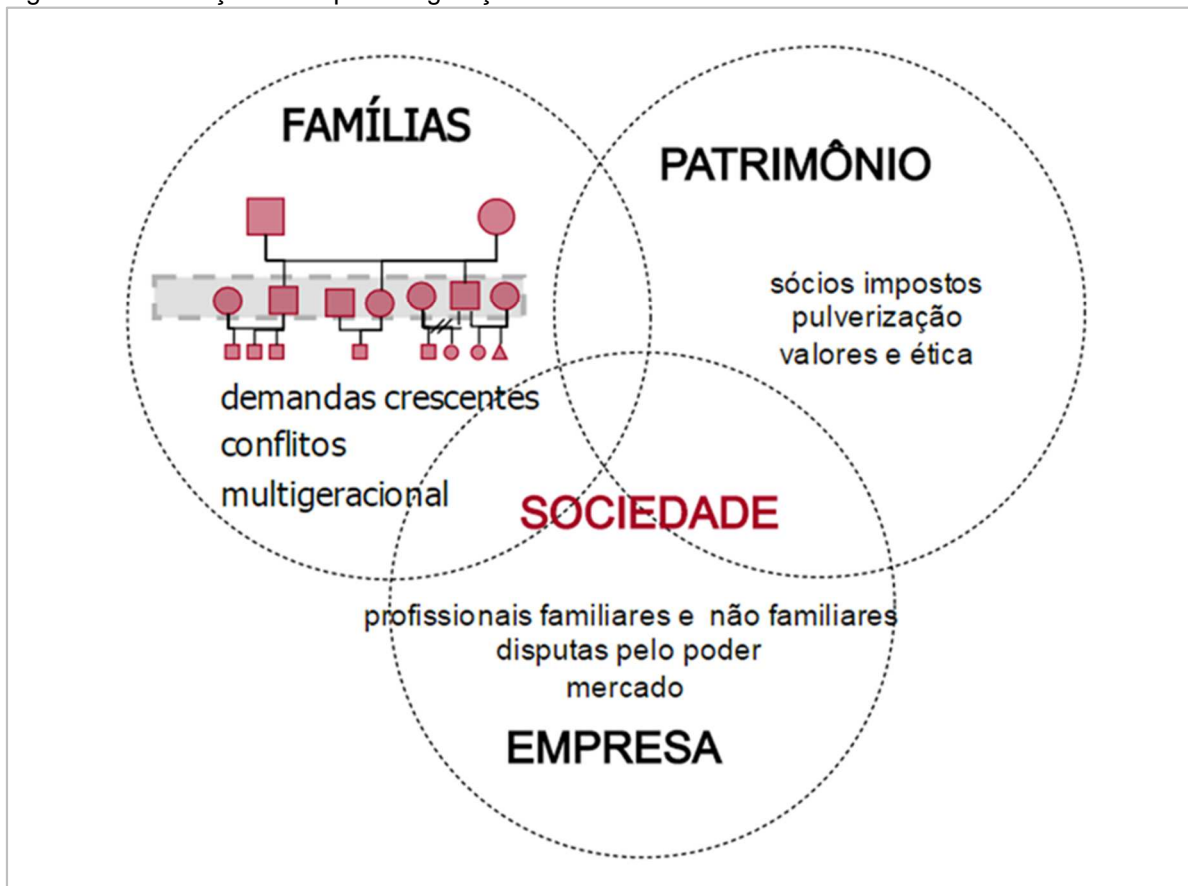 FAMÍLIAS
PATRIMÔNIO
sócios impostos
pulverização
valores e ética
demandas crescentes
conflitos
multigeracional
SOCIEDADE
profissionais familiares e não familiares
disputas pelo poder
mercado
EMPRESA